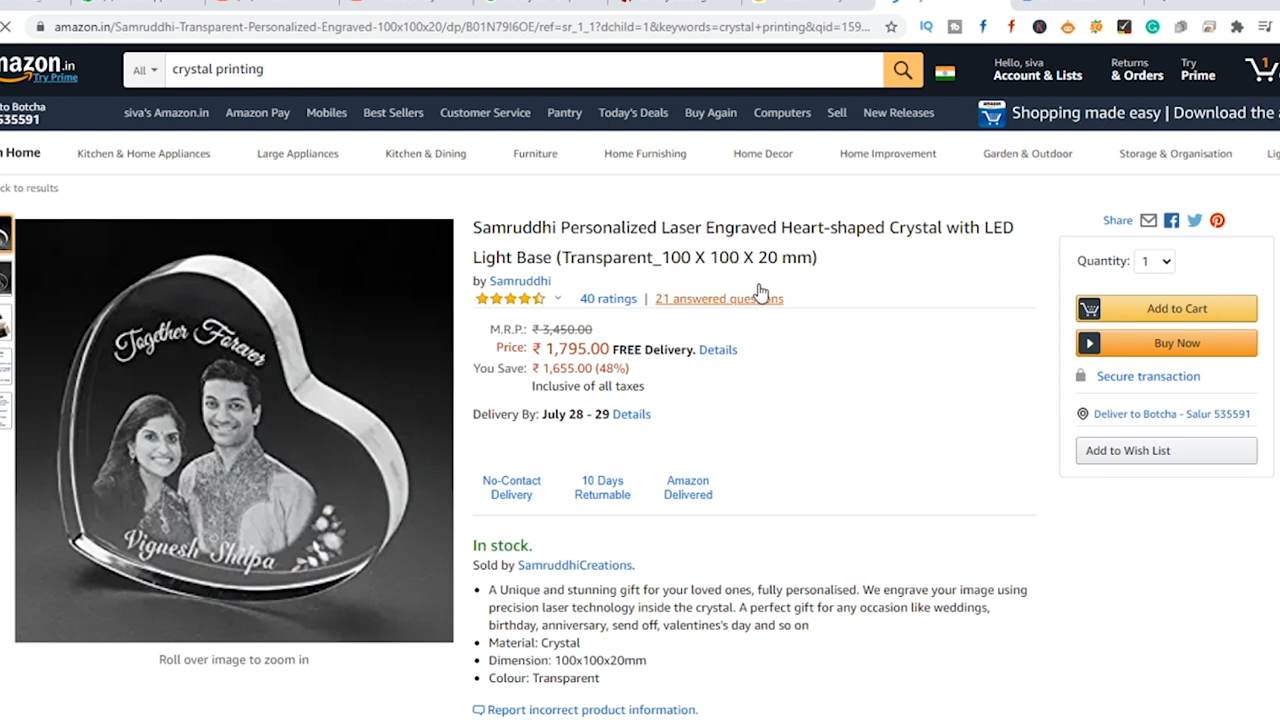 amazon.in/Samruddhi-Transparent-Personalized-Engraved-100x100x20/dp/B01N79I6OE/ref=sr_1_1?dchild=1&keywords=crystal+printing&qid=159...
mazon.in
Try Prime
All
crystal printing
Hello, siva
Account & Lists
Returns
& Orders
Try
Prime
1
to Botcha
535591
siva's Amazon.in Amazon Pay Mobiles Best Sellers Customer Service Pantry Today's Deals Buy Again Computers Sell New Releases
Shopping made easy | Download the a
n Home Kitchen & Home Appliances Large Appliances Kitchen & Dining Furniture Home Furnishing Home Decor Home Improvement Garden & Outdoor Storage & Organisation Lig
ck to results
Together Forever
Vignesh Shilpa
Roll over image to zoom in
Samruddhi Personalized Laser Engraved Heart-shaped Crystal with LED
Light Base (Transparent_100 X 100 X 20 mm)
by Samruddhi
40 ratings | 21 answered questions
M.R.P.: ₹ 3,450.00
Price: ₹ 1,795.00 FREE Delivery. Details
You Save: ₹ 1,655.00 (48%)
Inclusive of all taxes
Delivery By: July 28 - 29 Details
No-Contact
Delivery
10 Days
Returnable
Amazon
Delivered
In stock.
Sold by SamruddhiCreations.
• A Unique and stunning gift for your loved ones, fully personalised. We engrave your image using
precision laser technology inside the crystal. A perfect gift for any occasion like weddings,
birthday, anniversary, send off, valentines's day and so on
• Material: Crystal
• Dimension: 100x100x20mm
• Colour: Transparent
Report incorrect product information.
Share
Quantity: 1
Add to Cart
Buy Now
Secure transaction
Deliver to Botcha - Salur 535591
Add to Wish List